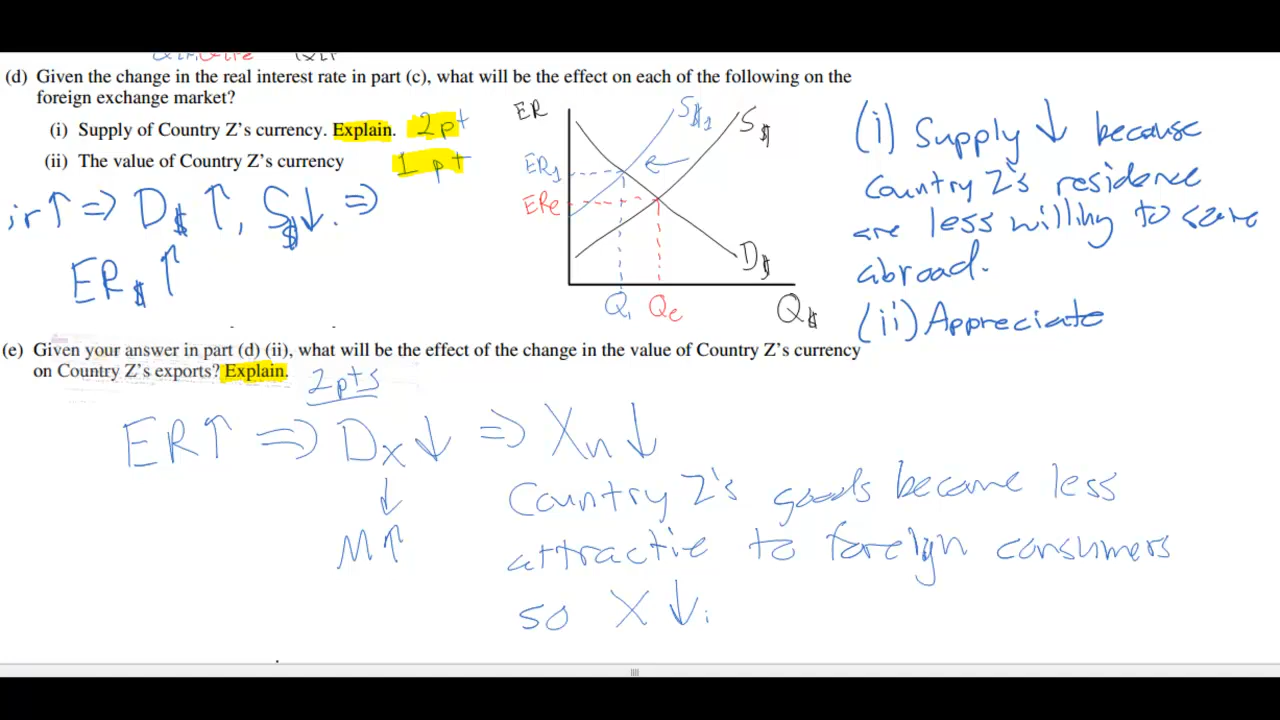 (d) Given the change in the real interest rate in part (c), what will be the effect on each of the following on the
foreign exchange market?
(i) Supply of Country Z's currency. Explain. 2pt
(ii) The value of Country Z's currency 1 pt
ir↑ ⇒ D$ ↑, S$↓. ⇒
ER$ ↑
ER
S$1
S$
ER1
ERe
D$
Q1
Qe
Q$
(i) Supply ↓ because
Country Z's residence
are less willing to save
abroad.
(ii) Appreciate
(e) Given your answer in part (d) (ii), what will be the effect of the change in the value of Country Z's currency
on Country Z's exports? Explain.
2pts
ER↑ ⇒ Dx↓ ⇒ Xn↓
↓
M↑
Country Z's goods become less
attractie to foreign consumers
so X↓.